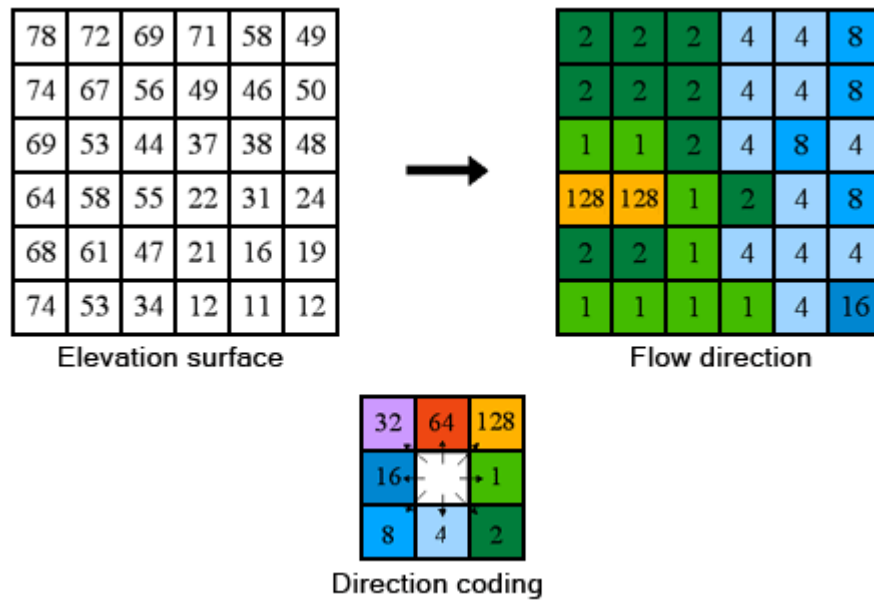 78 72 69 71 58 49
74 67 56 49 46 50
69 53 44 37 38 48
64 58 55 22 31 24
68 61 47 21 16 19
74 53 34 12 11 12
Elevation surface
2 2 2 4 4 8
2 2 2 4 4 8
1 1 2 4 8 4
128 128 1 2 4 8
2 2 1 4 4 4
1 1 1 1 4 16
Flow direction
32 64 128
16 1
8 4 2
Direction coding